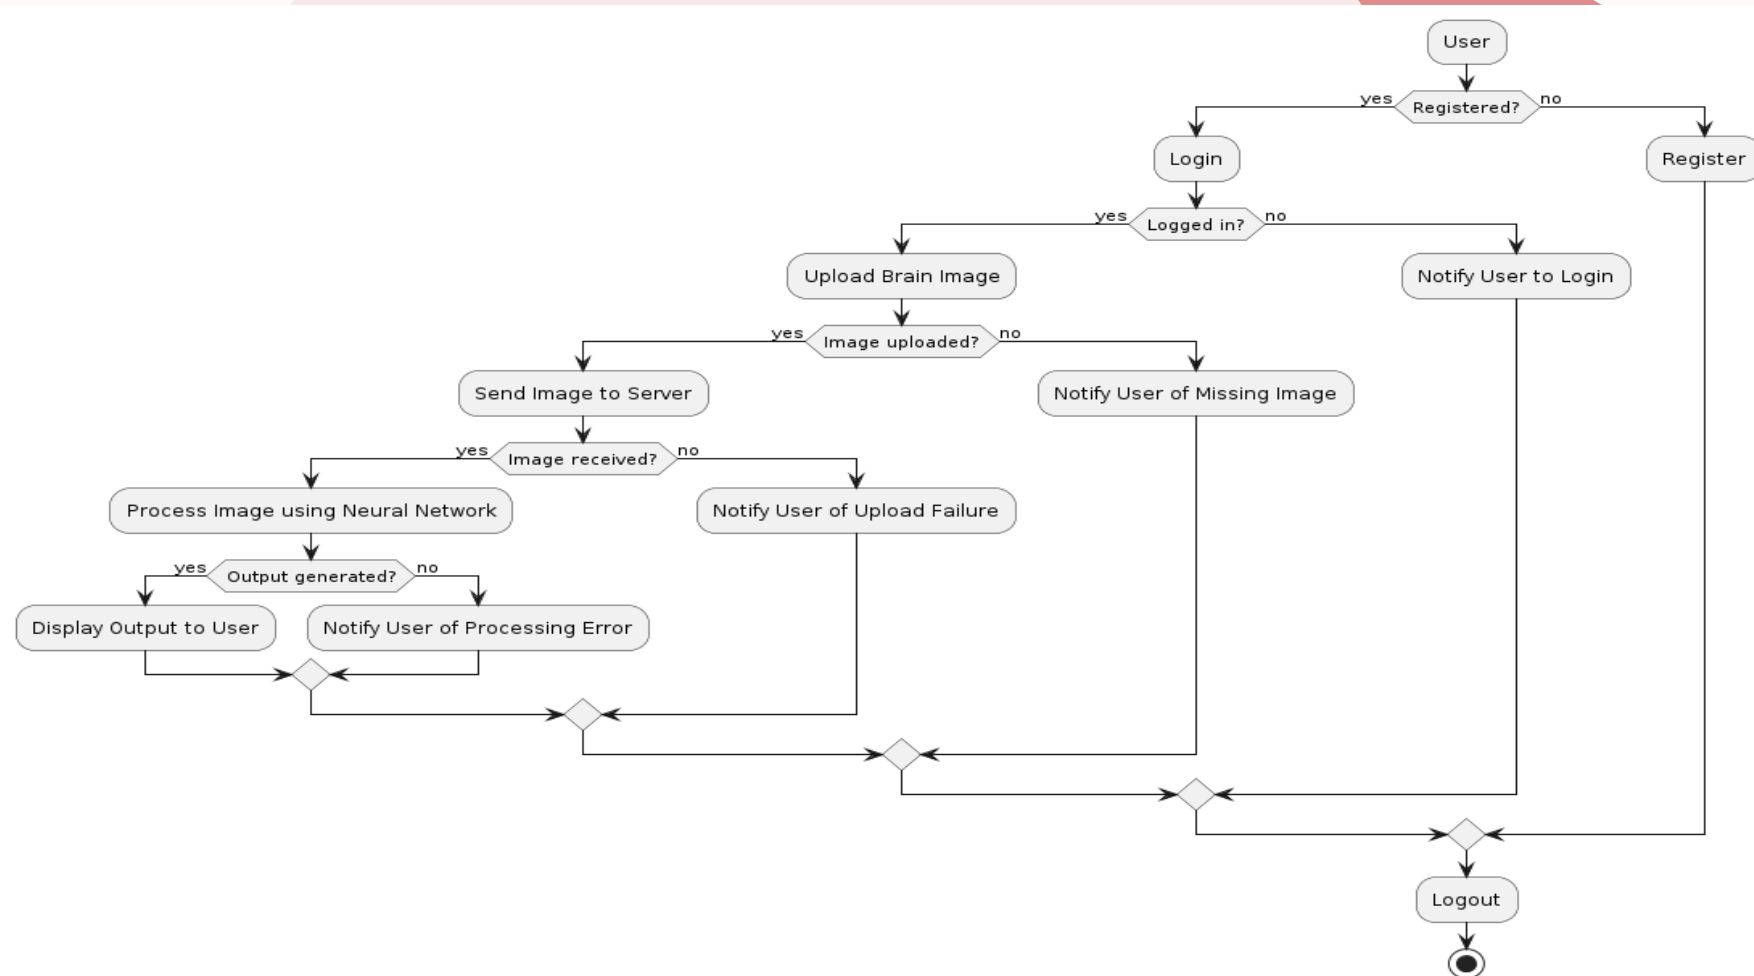 User
yes
Registered?
no
Login
Register
yes
Logged in?
no
Upload Brain Image
Notify User to Login
yes
Image uploaded?
no
Send Image to Server
Notify User of Missing Image
yes
Image received?
no
Process Image using Neural Network
Notify User of Upload Failure
yes
Output generated?
no
Display Output to User
Notify User of Processing Error
Logout